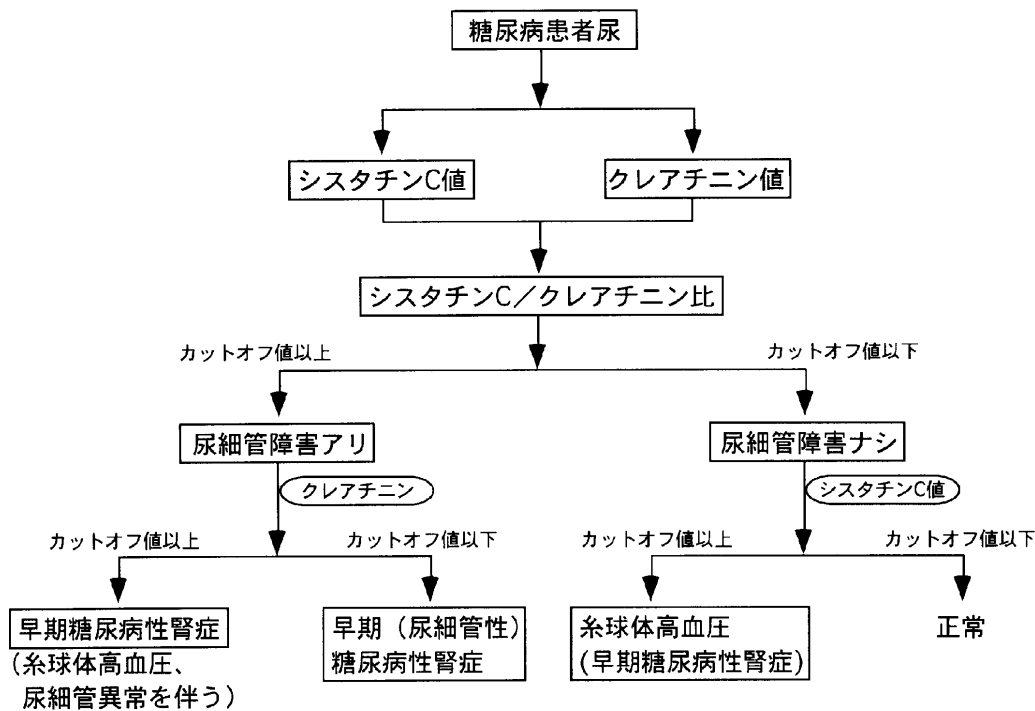 糖尿病患者尿
シスタチンC値
クレアチニン値
シスタチンC／クレアチニン比
カットオフ値以上
カットオフ値以下
尿細管障害アリ
尿細管障害ナシ
クレアチニン
シスタチンC値
カットオフ値以上
カットオフ値以下
カットオフ値以上
カットオフ値以下
早期糖尿病性腎症
(糸球体高血圧、
尿細管異常を伴う)
早期（尿細管性）
糖尿病性腎症
糸球体高血圧
(早期糖尿病性腎症)
正常